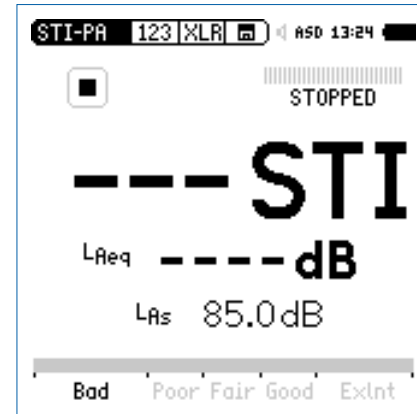 STI-PA 123 XLR ASD 13:24
STOPPED
---STI
LAeq ----dB
LAs 85.0dB
Bad Poor Fair Good Exlnt